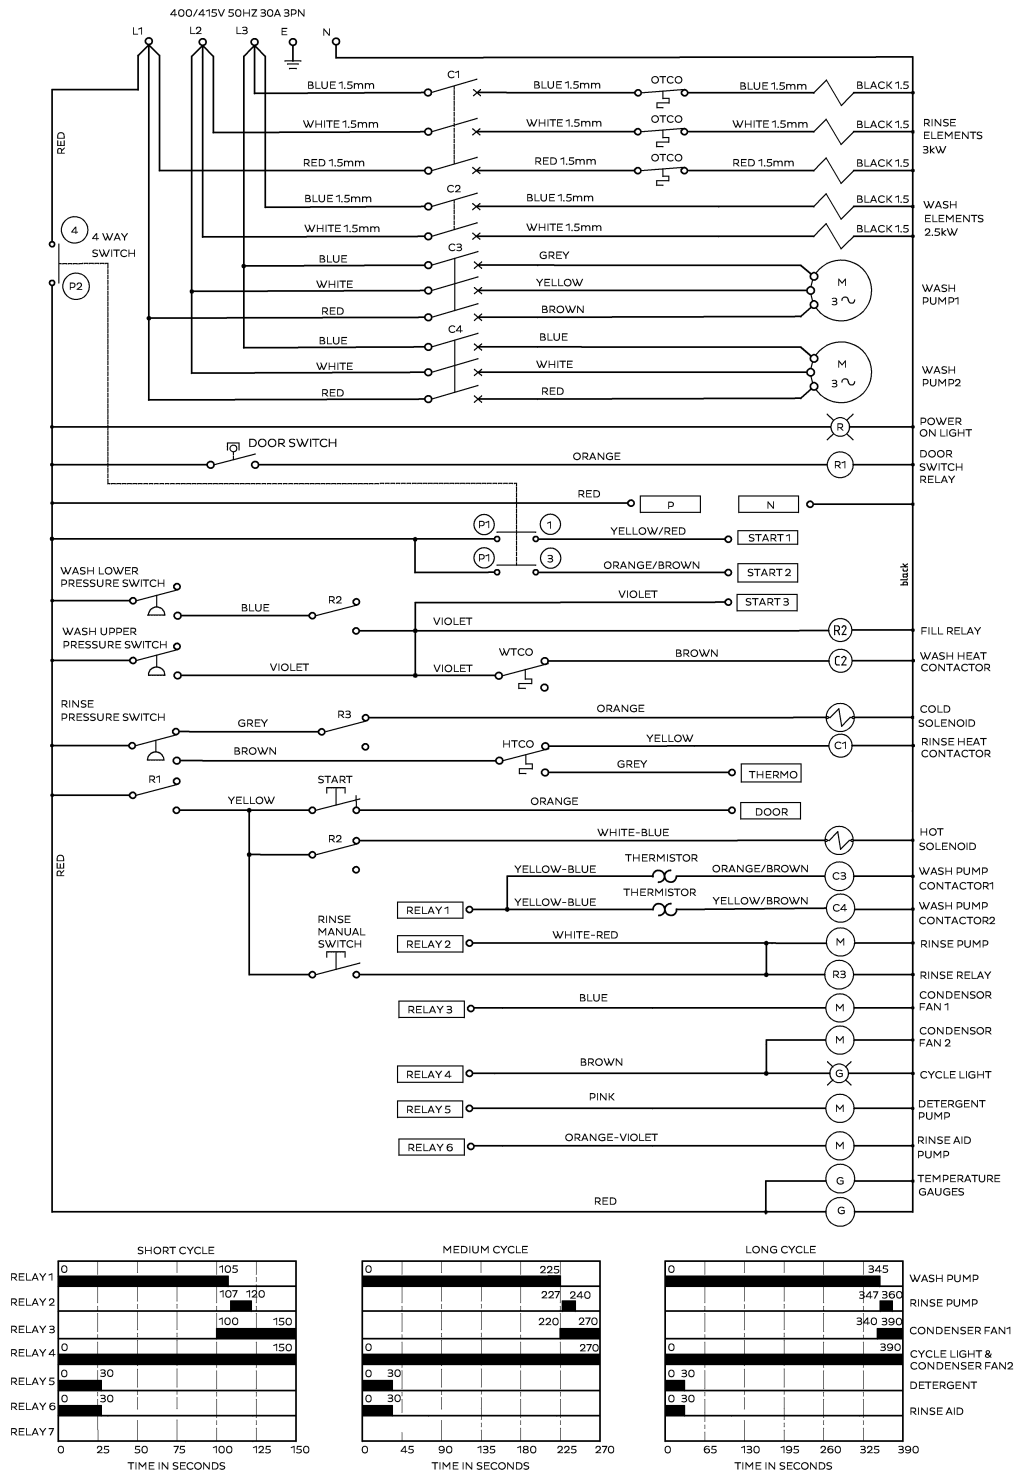 400/415V 50HZ 30A 3PN
L1 L2 L3 E N
C1 OTCO
BLUE 1.5mm BLUE 1.5mm BLUE 1.5mm BLACK 1.5
OTCO
WHITE 1.5mm WHITE 1.5mm WHITE 1.5mm BLACK 1.5
RINSE
ELEMENTS
3kW
RED
OTCO
RED 1.5mm RED 1.5mm RED 1.5mm BLACK 1.5
C2
BLUE 1.5mm BLUE 1.5mm BLACK 1.5
WHITE 1.5mm WHITE 1.5mm BLACK 1.5
WASH
ELEMENTS
2.5kW
4
4 WAY
SWITCH
P2
C3
BLUE GREY
WHITE YELLOW
RED BROWN
M
3
WASH
PUMP1
C4
BLUE BLUE
WHITE WHITE
RED RED
M
3
WASH
PUMP2
R
POWER
ON LIGHT
DOOR SWITCH
ORANGE
R1
DOOR
SWITCH
RELAY
RED P N
P1 1 YELLOW/RED START 1
P1 3 ORANGE/BROWN START 2
black
WASH LOWER
PRESSURE SWITCH
BLUE R2 VIOLET START 3
VIOLET R2 FILL RELAY
WASH UPPER
PRESSURE SWITCH
VIOLET VIOLET WTCO BROWN C2
WASH HEAT
CONTACTOR
RINSE
PRESSURE SWITCH
GREY R3 ORANGE
COLD
SOLENOID
BROWN HTCO YELLOW C1
RINSE HEAT
CONTACTOR
GREY THERMO
R1 YELLOW START ORANGE DOOR
RED
R2 WHITE-BLUE
HOT
SOLENOID
THERMISTOR
YELLOW-BLUE ORANGE/BROWN C3
WASH PUMP
CONTACTOR1
THERMISTOR
RELAY 1 YELLOW-BLUE YELLOW/BROWN C4
WASH PUMP
CONTACTOR2
RINSE
MANUAL
SWITCH
RELAY 2 WHITE-RED M RINSE PUMP
R3 RINSE RELAY
RELAY 3 BLUE M
CONDENSOR
FAN 1
M
CONDENSOR
FAN 2
RELAY 4 BROWN G CYCLE LIGHT
RELAY 5 PINK M
DETERGENT
PUMP
RELAY 6 ORANGE-VIOLET M
RINSE AID
PUMP
G
TEMPERATURE
GAUGES
RED G
SHORT CYCLE MEDIUM CYCLE LONG CYCLE
RELAY 1 0 105 0 225 0 345 WASH PUMP
RELAY 2 107 120 227 240 347 360 RINSE PUMP
RELAY 3 100 150 220 270 340 390 CONDENSER FAN1
RELAY 4 0 150 0 270 0 390 CYCLE LIGHT &
CONDENSER FAN2
RELAY 5 0 30 0 30 0 30 DETERGENT
RELAY 6 0 30 0 30 0 30 RINSE AID
RELAY 7
0 25 50 75 100 125 150 0 45 90 135 180 225 270 0 65 130 195 260 325 390
TIME IN SECONDS TIME IN SECONDS TIME IN SECONDS